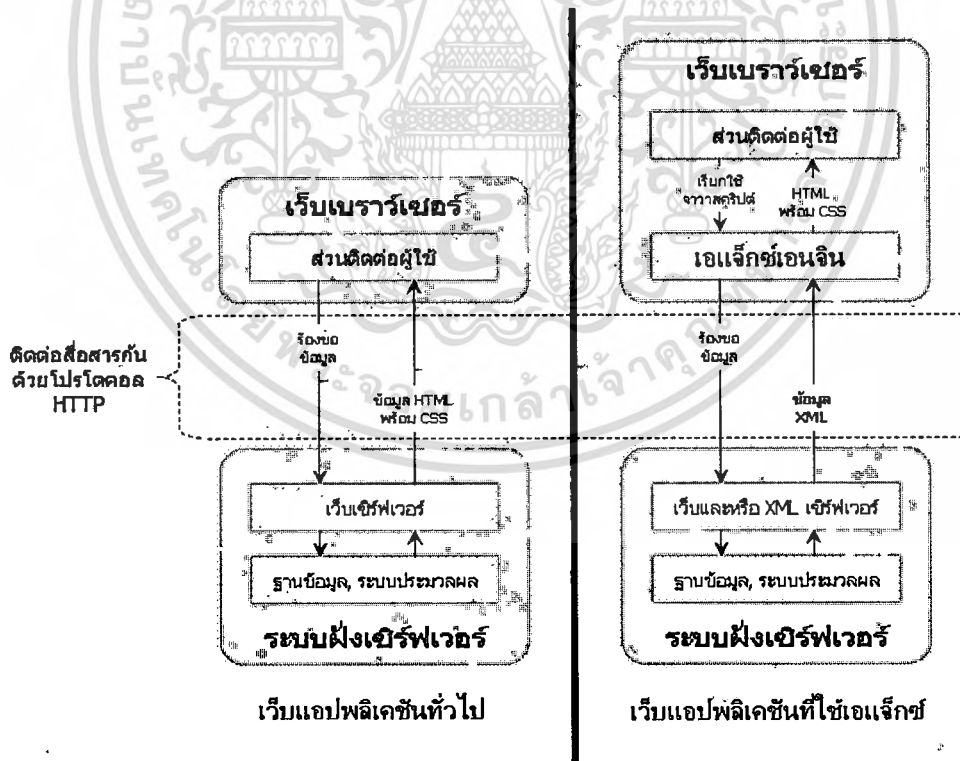 เว็บเบราว์เซอร์
ส่วนติดต่อผู้ใช้
ร้องขอ
ข้อมูล
ข้อมูล HTML
พร้อม CSS
ติดต่อสื่อสารกัน
ด้วยโปรโตคอล
HTTP
เว็บเซิร์ฟเวอร์
ฐานข้อมูล, ระบบประมวลผล
ระบบฝั่งเซิร์ฟเวอร์
เว็บแอปพลิเคชันทั่วไป
เว็บเบราว์เซอร์
ส่วนติดต่อผู้ใช้
เรียกใช้
จาวาสคริปต์
HTML
พร้อม CSS
เอแจ็กซ์เอนจิน
ร้องขอ
ข้อมูล
ข้อมูล
XML
เว็บและหรือ XML เซิร์ฟเวอร์
ฐานข้อมูล, ระบบประมวลผล
ระบบฝั่งเซิร์ฟเวอร์
เว็บแอปพลิเคชันที่ใช้เอแจ็กซ์